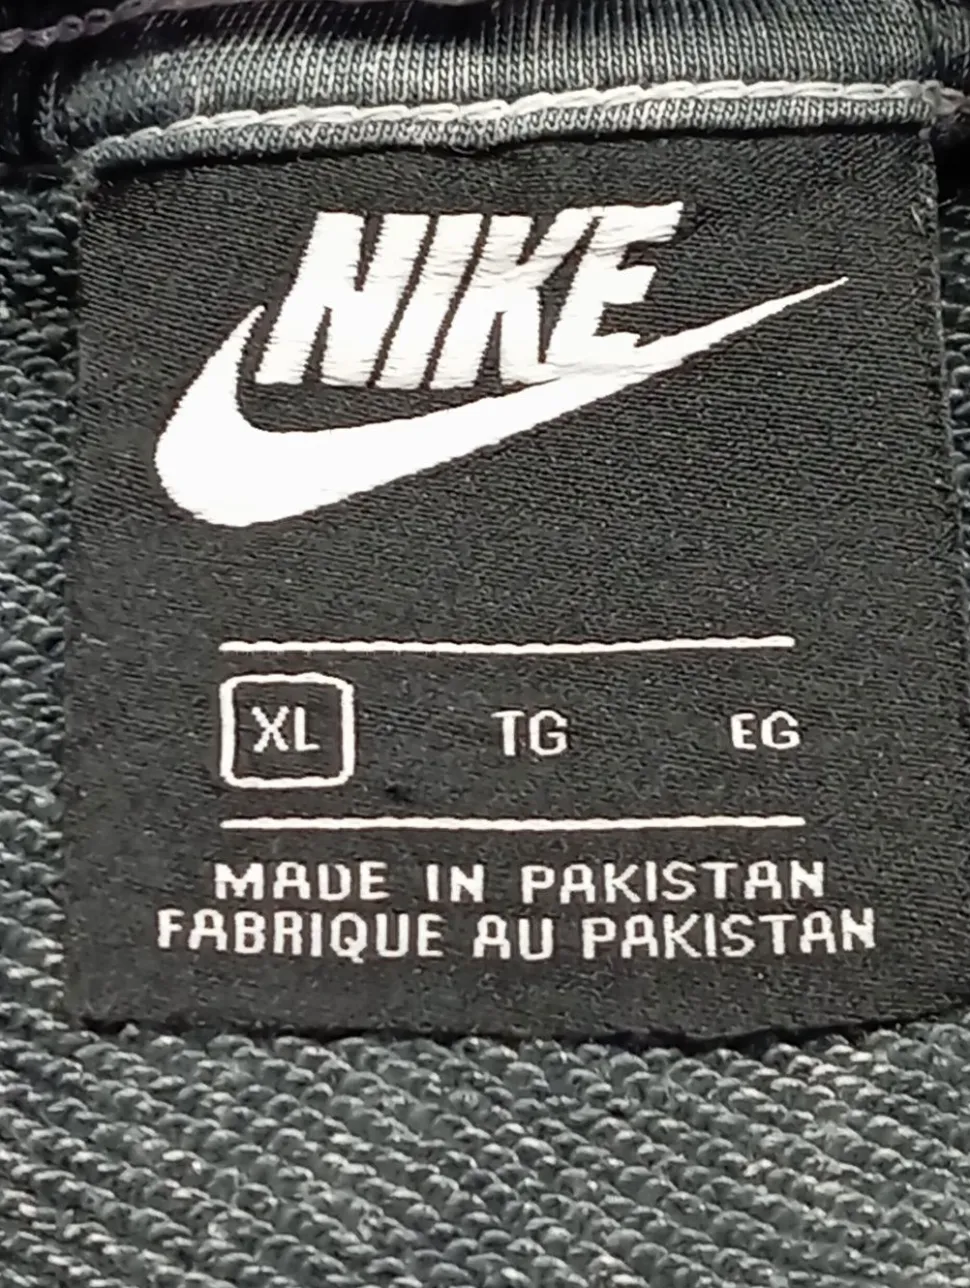 NIKE
XL TG EG
MADE IN PAKISTAN
FABRIQUE AU PAKISTAN